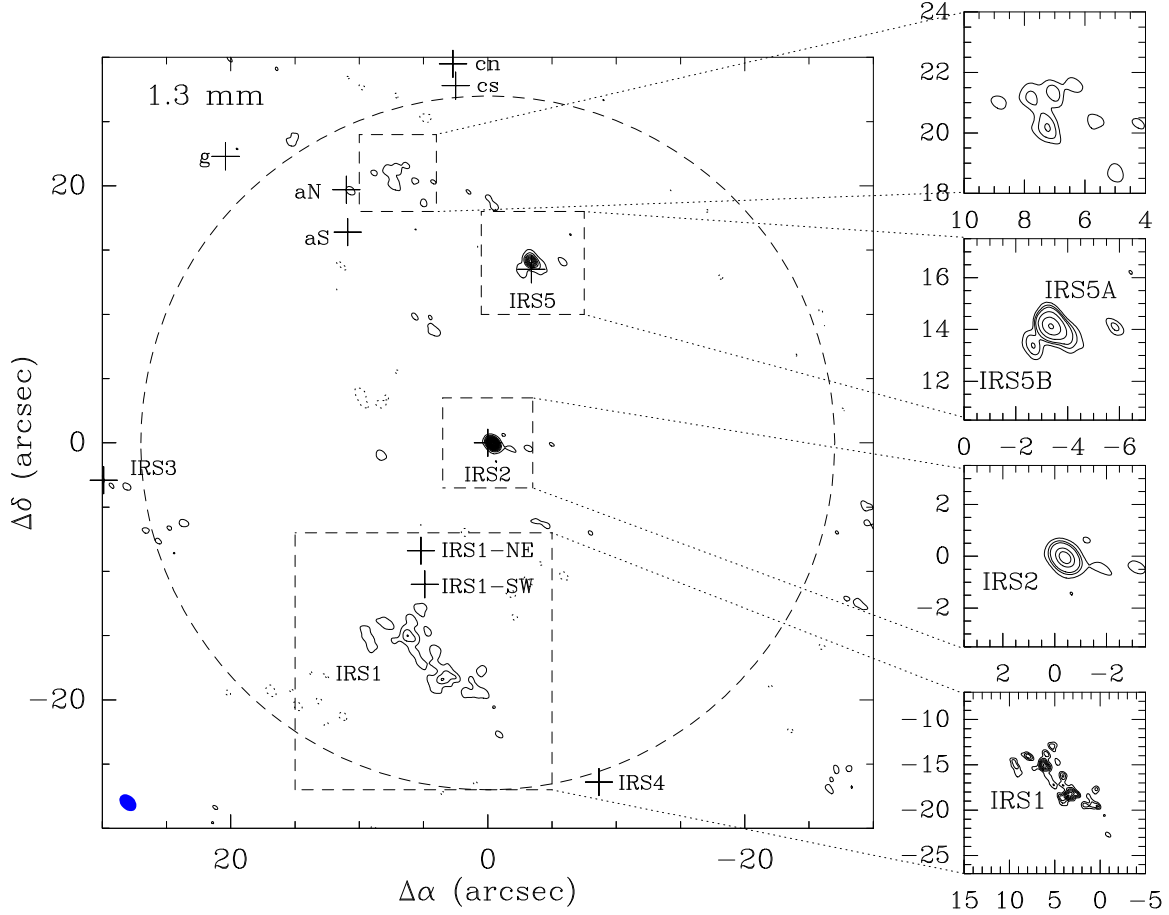 1.3 mm
cn
cs
g
aN
aS
IRS5
IRS2
IRS3
IRS1-NE
IRS1-SW
IRS1
IRS4
20
0
-20
Δδ (arcsec)
20 0 -20
Δα (arcsec)
24
22
20
18
10 8 6 4
16
14
12
IRS5A
IRS5B
0 -2 -4 -6
2
0
-2
IRS2
2 0 -2
-10
-15
-20
-25
IRS1
15 10 5 0 -5